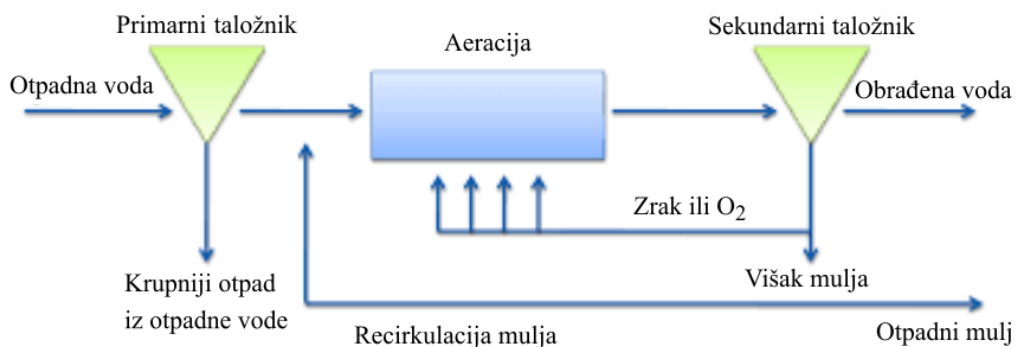 Primarni taložnik
Sekundarni taložnik
Aeracija
Otpadna voda
Obrađena voda
Zrak ili O2
Krupniji otpad
iz otpadne vode
Višak mulja
Recirkulacija mulja
Otpadni mulj